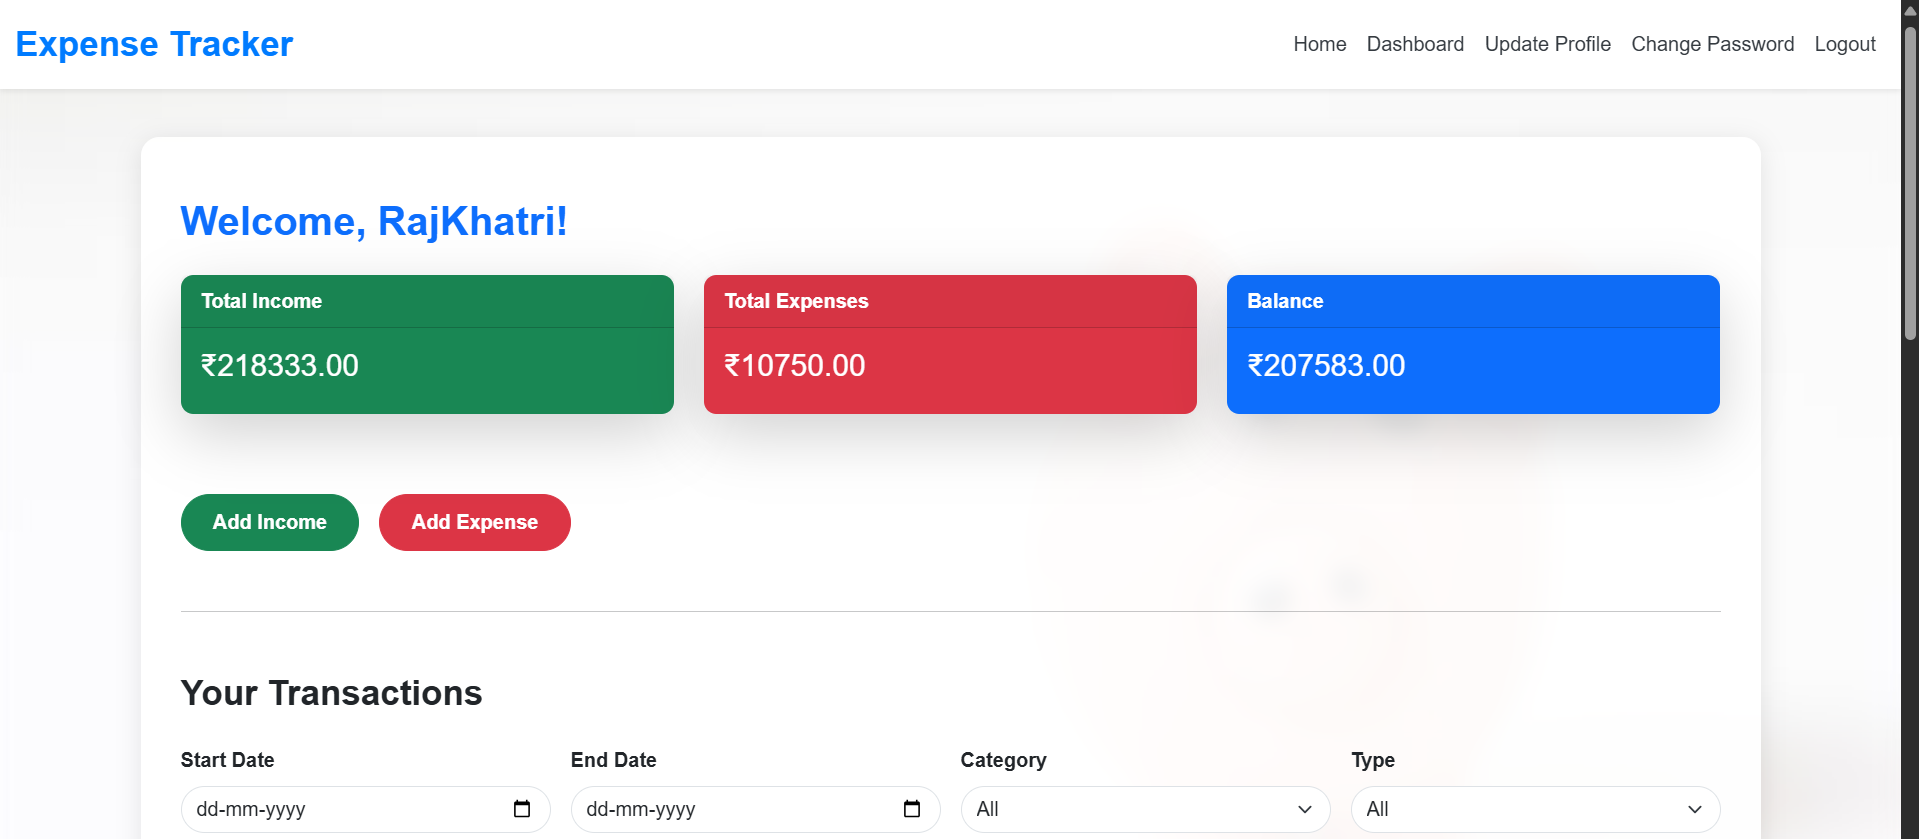 Expense Tracker
Home Dashboard Update Profile Change Password Logout
Welcome, RajKhatri!
Total Income
₹218333.00
Total Expenses
₹10750.00
Balance
₹207583.00
Add Income Add Expense
Your Transactions
Start Date
dd-mm-yyyy
End Date
dd-mm-yyyy
Category
All
Type
All